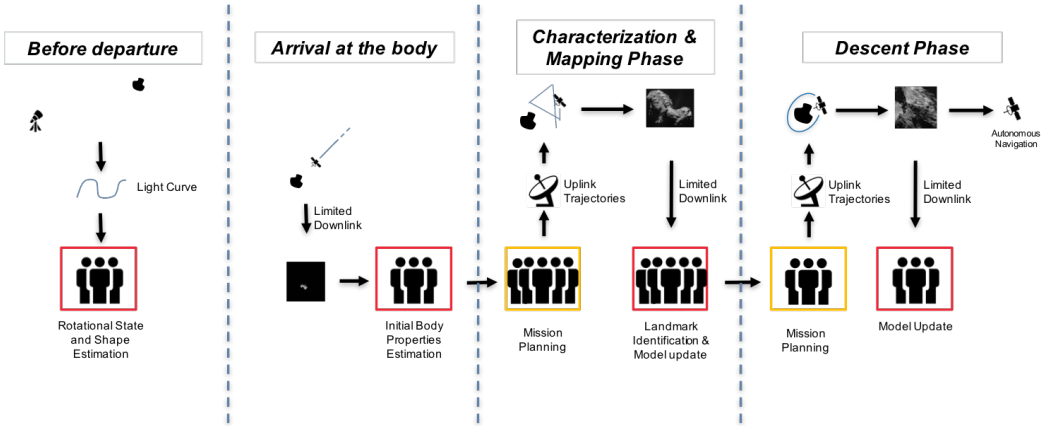 Before departure
Light Curve
Rotational State
and Shape
Estimation
Arrival at the body
Limited
Downlink
Initial Body
Properties
Estimation
Characterization &
Mapping Phase
Uplink
Trajectories
Limited
Downlink
Mission
Planning
Landmark
Identification &
Model update
Descent Phase
Autonomous
Navigation
Uplink
Trajectories
Limited
Downlink
Mission
Planning
Model Update